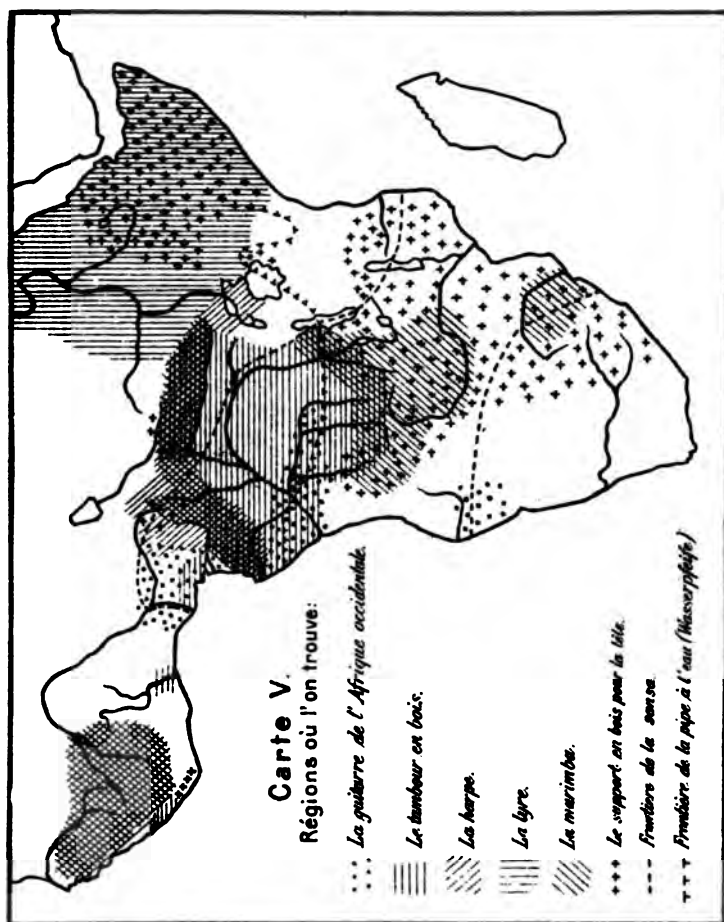 Carte V.
Régions où l'on trouve:
La guitarre de l'Afrique occidentale.
Le tambour en bois.
La harpe.
La lyre.
La marimba.
Le support en bois pour la tête.
Frontière de la sansa.
Frontière de la pipe à l'eau (Wasserpfeife)